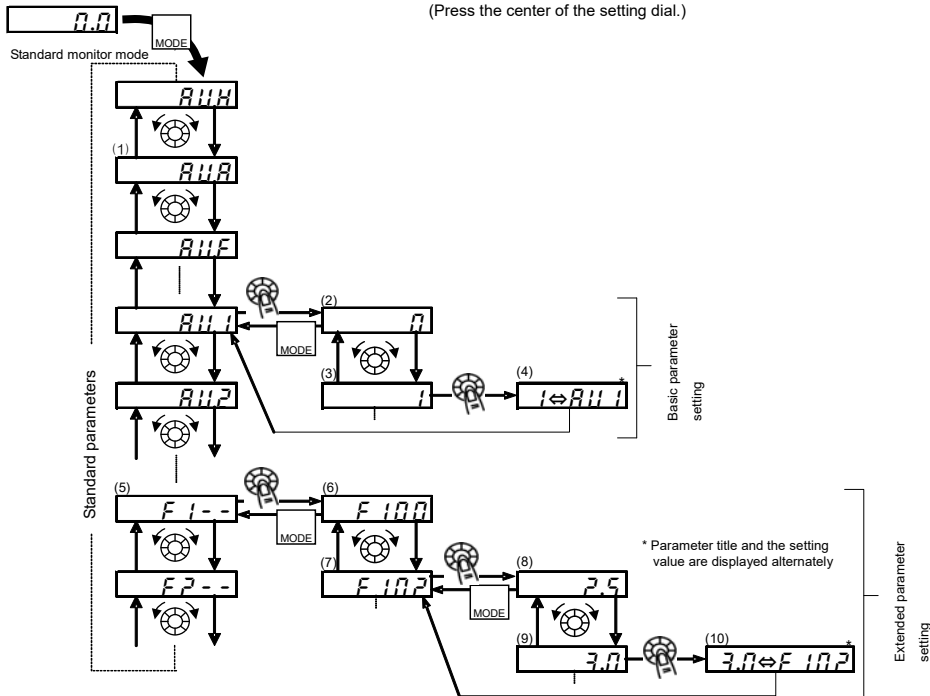 (Press the center of the setting dial.)
0.0
MODE
Standard monitor mode
AUH
(1)
AUA
AUF
AU1
(2)
0
MODE
(3)
1
(4)
1⇔AU1
*
AU2
Basic parameter
setting
Standard parameters
(5)
F1--
(6)
F100
MODE
(7)
F102
F2--
(8)
2.5
MODE
(9)
3.0
(10)
3.0⇔F102
*
* Parameter title and the setting
value are displayed alternately
Extended parameter
setting